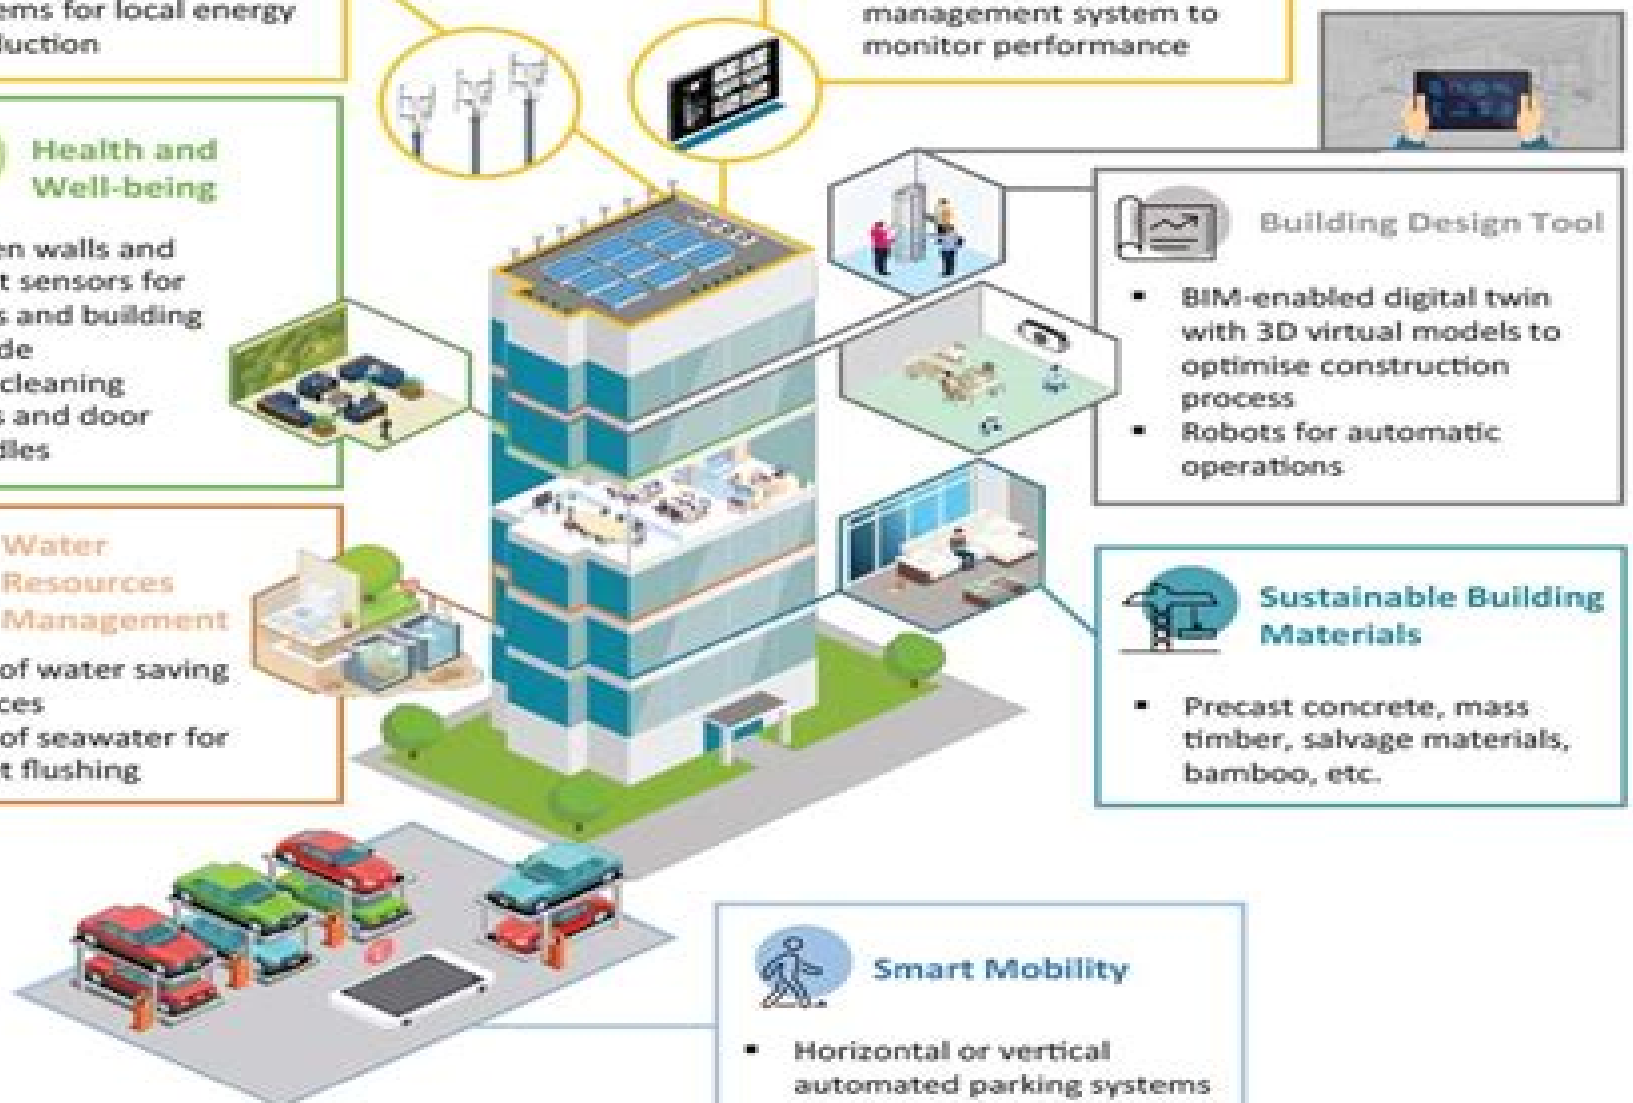 ems for local energy
duction
management system to
monitor performance
Health and
Well-being
en walls and
t sensors for
s and building
de
cleaning
s and door
dles
Water
Resources
Management
of water saving
ces
of seawater for
t flushing
Building Design Tool
▪ BIM-enabled digital twin
with 3D virtual models to
optimise construction
process
▪ Robots for automatic
operations
Sustainable Building
Materials
▪ Precast concrete, mass
timber, salvage materials,
bamboo, etc.
Smart Mobility
▪ Horizontal or vertical
automated parking systems